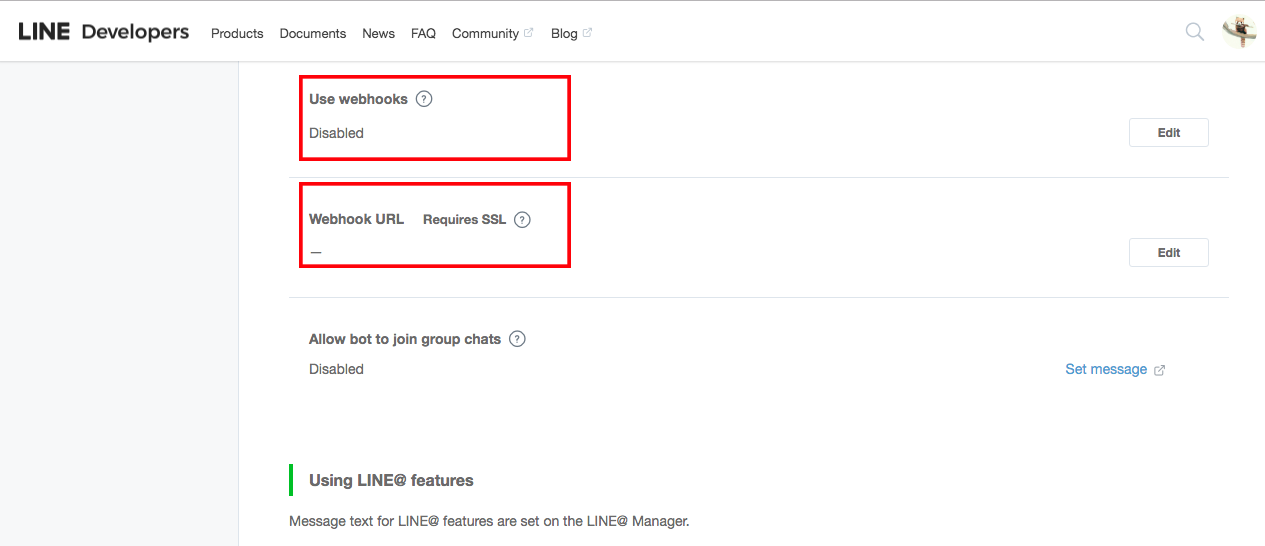 LINE Developers Products Documents News FAQ Community Blog
Use webhooks ?
Disabled
Edit
Webhook URL Requires SSL ?
—
Edit
Allow bot to join group chats ?
Disabled
Set message
Using LINE@ features
Message text for LINE@ features are set on the LINE@ Manager.